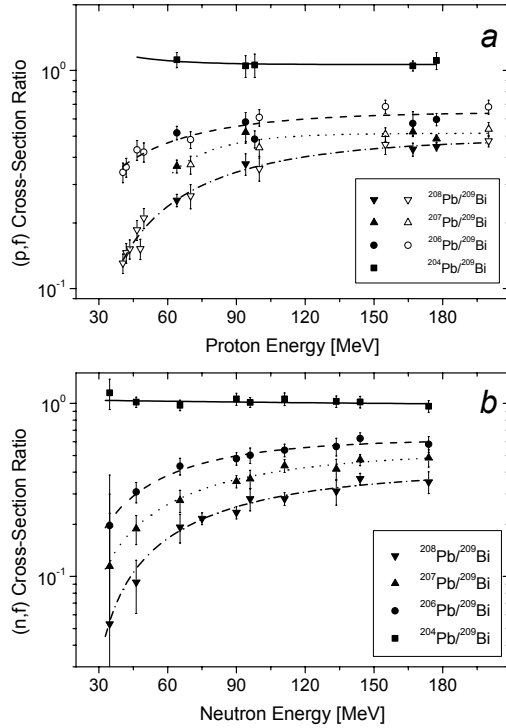 a
(p,f) Cross-Section Ratio
10⁰
10⁻¹
²⁰⁸Pb/²⁰⁹Bi
²⁰⁷Pb/²⁰⁹Bi
²⁰⁶Pb/²⁰⁹Bi
²⁰⁴Pb/²⁰⁹Bi
30 60 90 120 150 180
Proton Energy [MeV]
b
(n,f) Cross-Section Ratio
10⁰
10⁻¹
²⁰⁸Pb/²⁰⁹Bi
²⁰⁷Pb/²⁰⁹Bi
²⁰⁶Pb/²⁰⁹Bi
²⁰⁴Pb/²⁰⁹Bi
30 60 90 120 150 180
Neutron Energy [MeV]